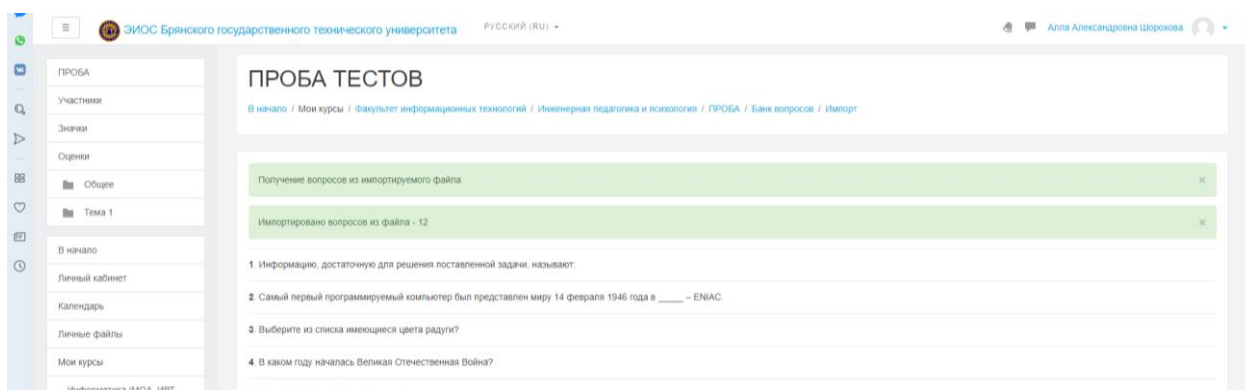 ЭИОС Брянского государственного технического университета
РУССКИЙ (RU)
Алла Александровна Шорохова
ПРОБА
Участники
Значки
Оценки
Общее
Тема 1
В начало
Личный кабинет
Календарь
Личные файлы
Мои курсы
ПРОБА ТЕСТОВ
В начало / Мои курсы / Факультет информационных технологий / Инженерная педагогика и психология / ПРОБА / Банк вопросов / Импорт
Получение вопросов из импортируемого файла ×
Импортировано вопросов из файла - 12 ×
1. Информацию, достаточную для решения поставленной задачи, называют:
2. Самый первый программируемый компьютер был представлен миру 14 февраля 1946 года в _____ – ENIAC.
3. Выберите из списка имеющиеся цвета радуги?
4. В каком году началась Великая Отечественная Война?